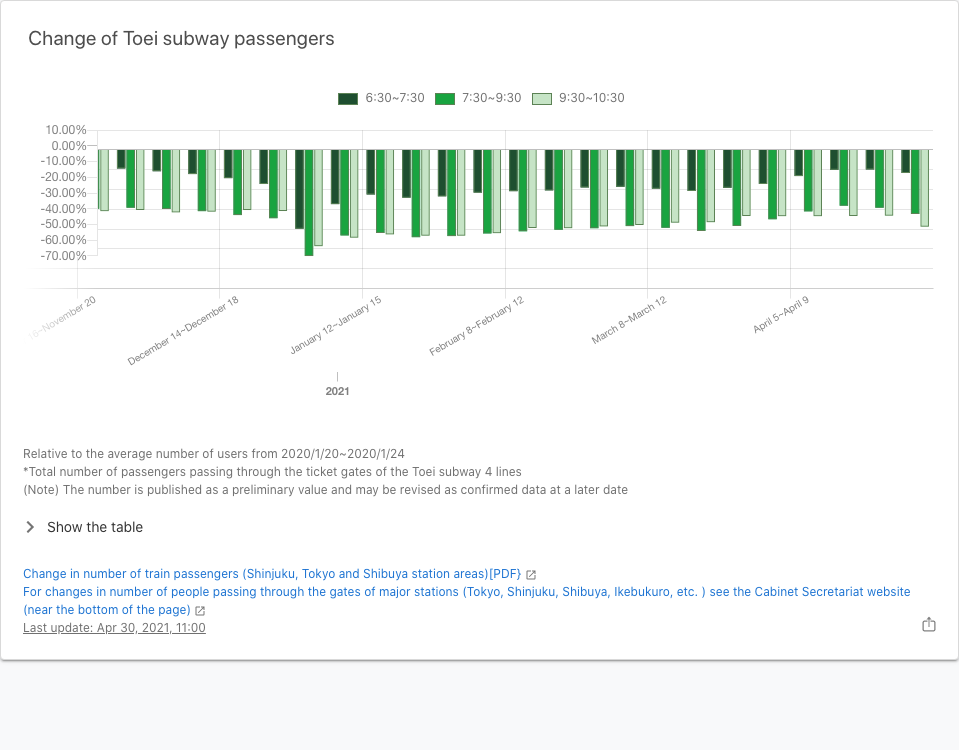 Change of Toei subway passengers
6:30~7:30 7:30~9:30 9:30~10:30
10.00%
0.00%
-10.00%
-20.00%
-30.00%
-40.00%
-50.00%
-60.00%
-70.00%
~November 20
December 14~December 18
January 12~January 15
February 8~February 12
March 8~March 12
April 5~April 9
2021
Relative to the average number of users from 2020/1/20~2020/1/24
*Total number of passengers passing through the ticket gates of the Toei subway 4 lines
(Note) The number is published as a preliminary value and may be revised as confirmed data at a later date
Show the table
Change in number of train passengers (Shinjuku, Tokyo and Shibuya station areas)[PDF}
For changes in number of people passing through the gates of major stations (Tokyo, Shinjuku, Shibuya, Ikebukuro, etc. ) see the Cabinet Secretariat website
(near the bottom of the page)
Last update: Apr 30, 2021, 11:00